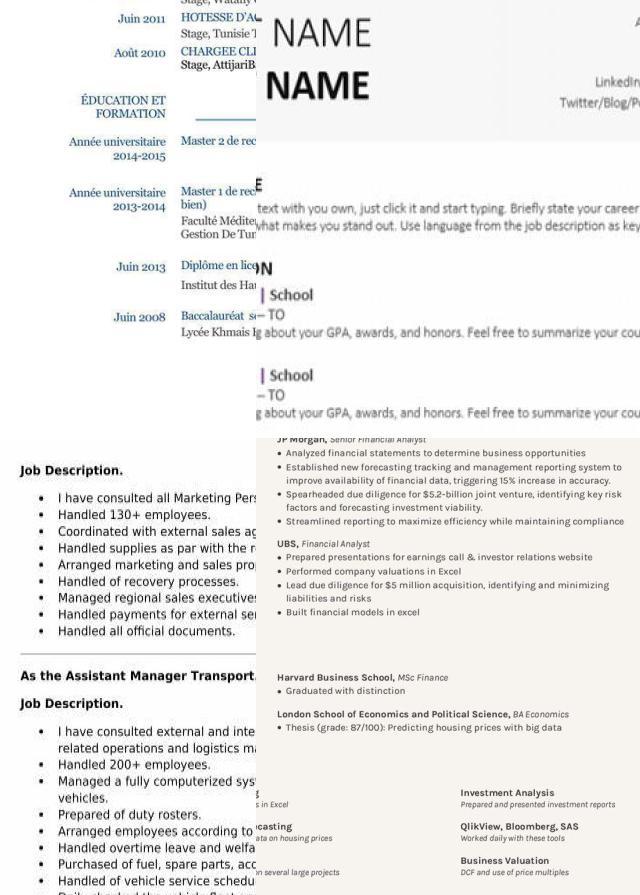 Juin 2011 HOTESSE D'AC
Stage, Tunisie T
Août 2010 CHARGEE CLI
Stage, AttijariB
ÉDUCATION ET
FORMATION
Année universitaire Master 2 de rec
2014-2015
Année universitaire Master 1 de rec
2013-2014 bien)
Faculté Médite
Gestion De Tun
Juin 2013 Diplôme en lice
Institut des Hau
Juin 2008 Baccalauréat se
Lycée Khmais
NAME
NAME
LinkedIn
Twitter/Blog/Po
E
text with you own, just click it and start typing. Briefly state your career
what makes you stand out. Use language from the job description as key
ON
| School
– TO
g about your GPA, awards, and honors. Feel free to summarize your cou
| School
– TO
g about your GPA, awards, and honors. Feel free to summarize your cou
Job Description.
• I have consulted all Marketing Pers
• Handled 130+ employees.
• Coordinated with external sales ag
• Handled supplies as par with the r
• Arranged marketing and sales pro
• Handled of recovery processes.
• Managed regional sales executives
• Handled payments for external ser
• Handled all official documents.
As the Assistant Manager Transport.
Job Description.
• I have consulted external and inte
related operations and logistics ma
• Handled 200+ employees.
• Managed a fully computerized sys
vehicles.
• Prepared of duty rosters.
• Arranged employees according to
• Handled overtime leave and welfa
• Purchased of fuel, spare parts, acc
• Handled of vehicle service schedu
JP Morgan, Senior Financial Analyst
• Analyzed financial statements to determine business opportunities
• Established new forecasting tracking and management reporting system to
improve availability of financial data, triggering 15% increase in accuracy.
• Spearheaded due diligence for $5.2-billion joint venture, identifying key risk
factors and forecasting investment viability.
• Streamlined reporting to maximize efficiency while maintaining compliance
UBS, Financial Analyst
• Prepared presentations for earnings call & investor relations website
• Performed company valuations in Excel
• Lead due diligence for $5 million acquisition, identifying and minimizing
liabilities and risks
• Built financial models in excel
Harvard Business School, MSc Finance
• Graduated with distinction
London School of Economics and Political Science, BA Economics
• Thesis (grade: 87/100): Predicting housing prices with big data
g Investment Analysis
s in Excel Prepared and presented investment reports
casting QlikView, Bloomberg, SAS
ata on housing prices Worked daily with these tools
Business Valuation
on several large projects DCF and use of price multiples